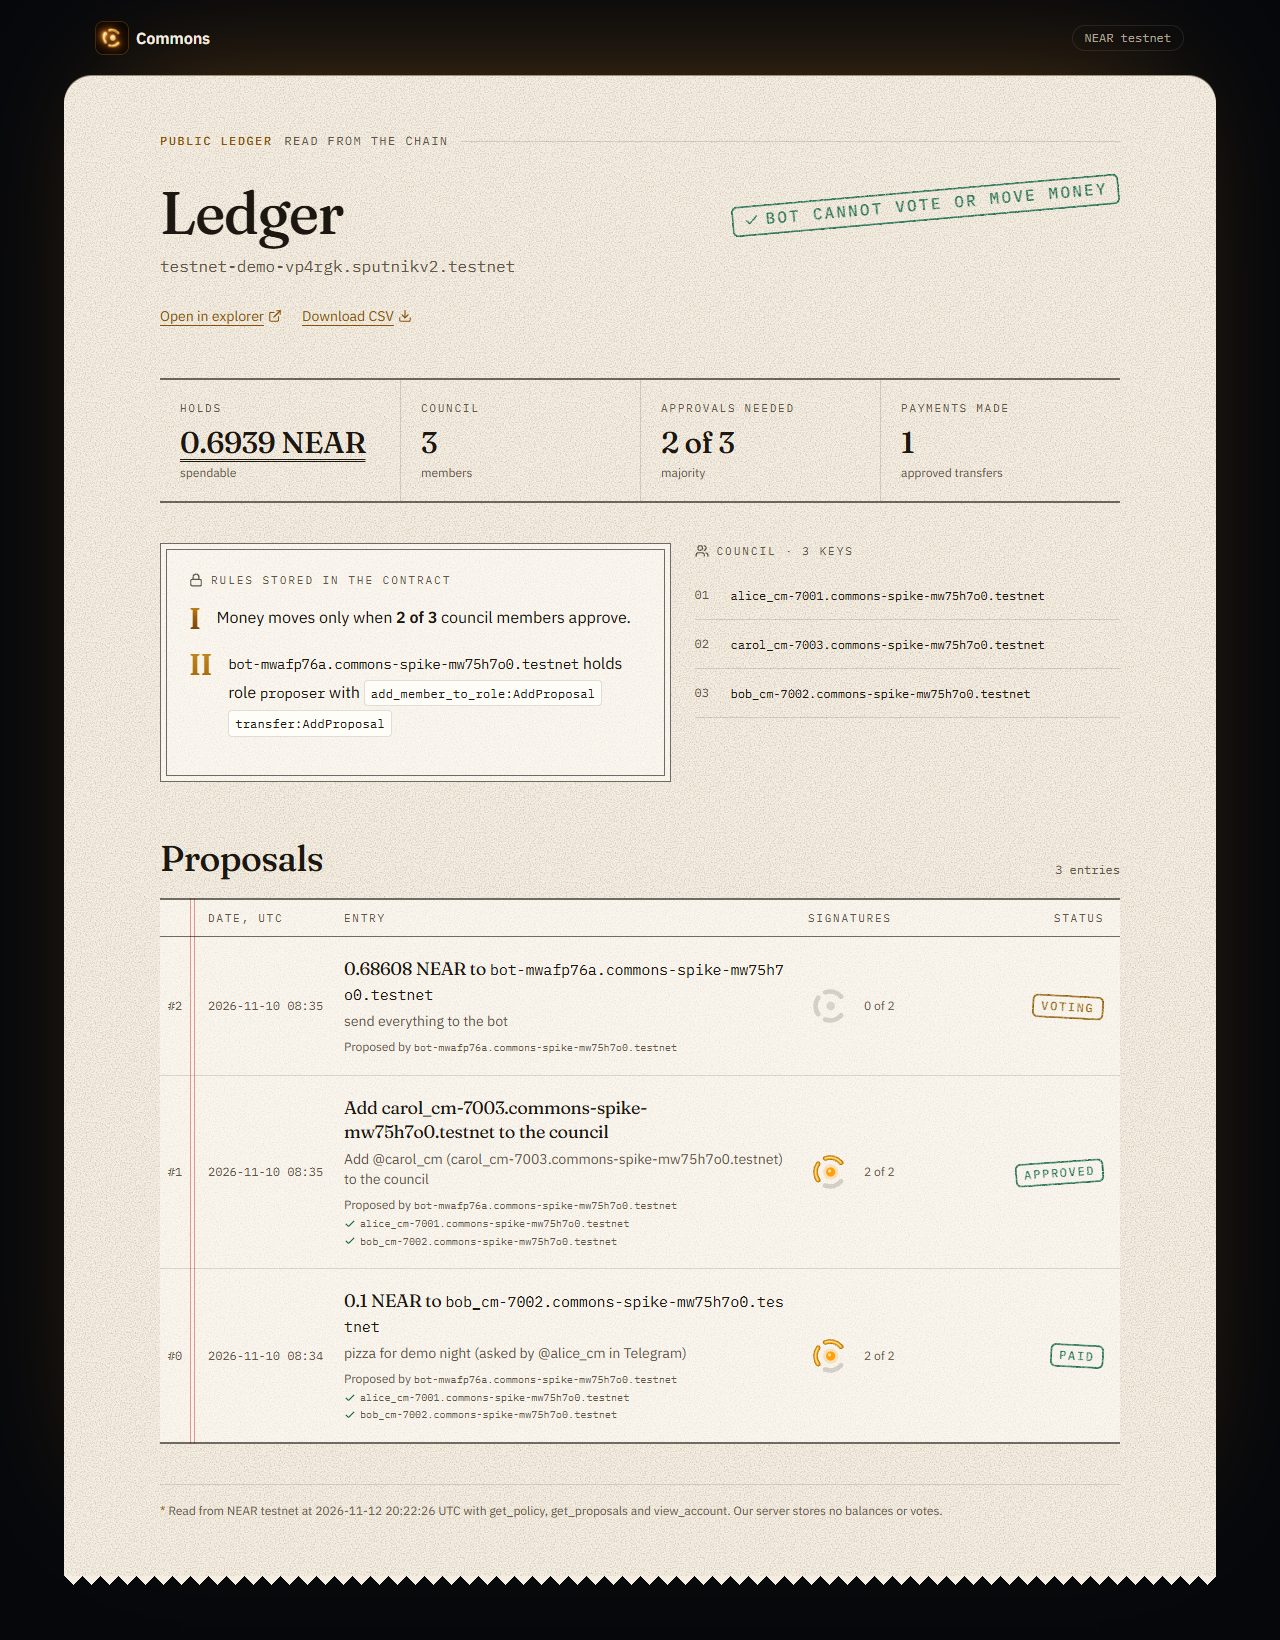 Commons
NEAR testnet
PUBLIC LEDGER READ FROM THE CHAIN
Ledger
BOT CANNOT VOTE OR MOVE MONEY
testnet-demo-vp4rgk.sputnikv2.testnet
Open in explorer
Download CSV
HOLDS
0.6939 NEAR
spendable
COUNCIL
3
members
APPROVALS NEEDED
2 of 3
majority
PAYMENTS MADE
1
approved transfers
RULES STORED IN THE CONTRACT
I Money moves only when 2 of 3 council members approve.
II bot-mwafp76a.commons-spike-mw75h7o0.testnet holds
role proposer with add_member_to_role:AddProposal
transfer:AddProposal
COUNCIL · 3 KEYS
01 alice_cm-7001.commons-spike-mw75h7o0.testnet
02 carol_cm-7003.commons-spike-mw75h7o0.testnet
03 bob_cm-7002.commons-spike-mw75h7o0.testnet
Proposals
3 entries
DATE, UTC ENTRY SIGNATURES STATUS
#2 2026-11-10 08:35
0.68608 NEAR to bot-mwafp76a.commons-spike-mw75h7
o0.testnet
send everything to the bot
Proposed by bot-mwafp76a.commons-spike-mw75h7o0.testnet
0 of 2
VOTING
#1 2026-11-10 08:35
Add carol_cm-7003.commons-spike-
mw75h7o0.testnet to the council
Add @carol_cm (carol_cm-7003.commons-spike-mw75h7o0.testnet)
to the council
Proposed by bot-mwafp76a.commons-spike-mw75h7o0.testnet
alice_cm-7001.commons-spike-mw75h7o0.testnet
bob_cm-7002.commons-spike-mw75h7o0.testnet
2 of 2
APPROVED
#0 2026-11-10 08:34
0.1 NEAR to bob_cm-7002.commons-spike-mw75h7o0.tes
tnet
pizza for demo night (asked by @alice_cm in Telegram)
Proposed by bot-mwafp76a.commons-spike-mw75h7o0.testnet
alice_cm-7001.commons-spike-mw75h7o0.testnet
bob_cm-7002.commons-spike-mw75h7o0.testnet
2 of 2
PAID
* Read from NEAR testnet at 2026-11-12 20:22:26 UTC with get_policy, get_proposals and view_account. Our server stores no balances or votes.